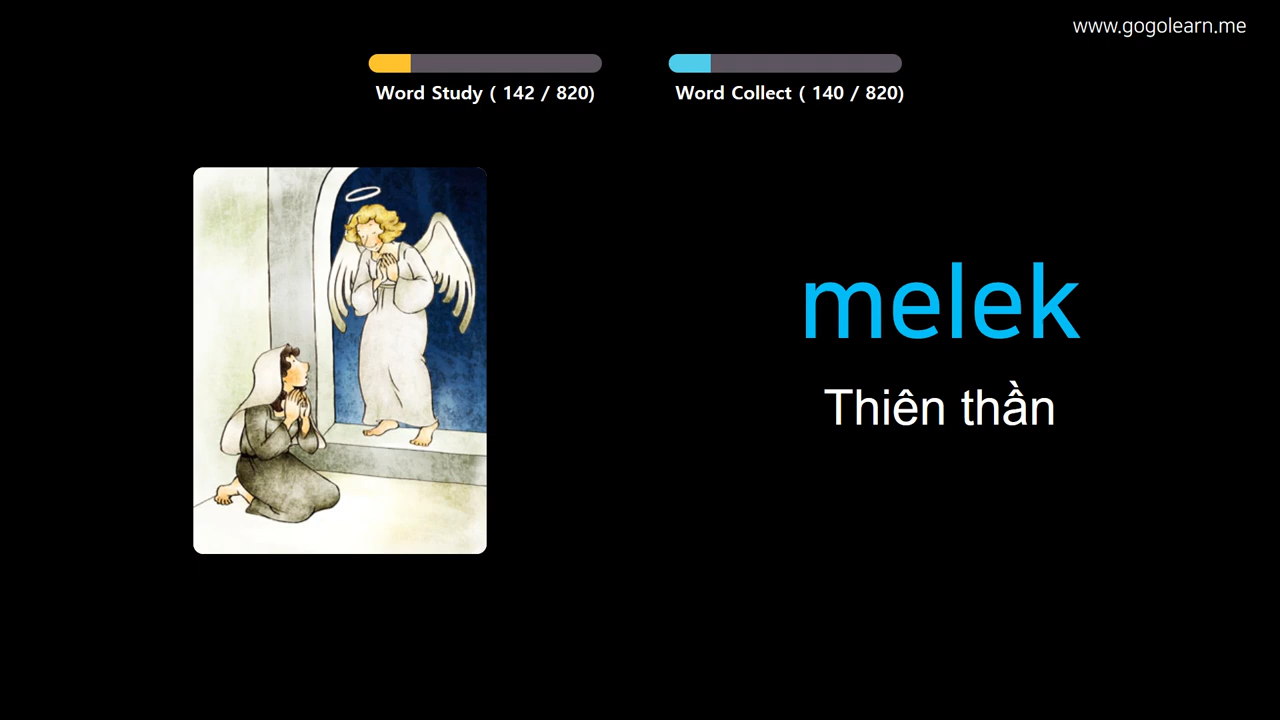 www.gogolearn.me
Word Study ( 142 / 820)
Word Collect ( 140 / 820)
melek
Thiên thần